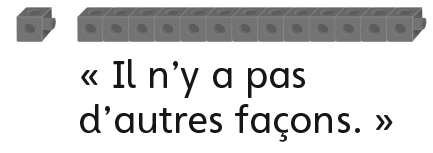 « Il n’y a pas
d’autres façons. »